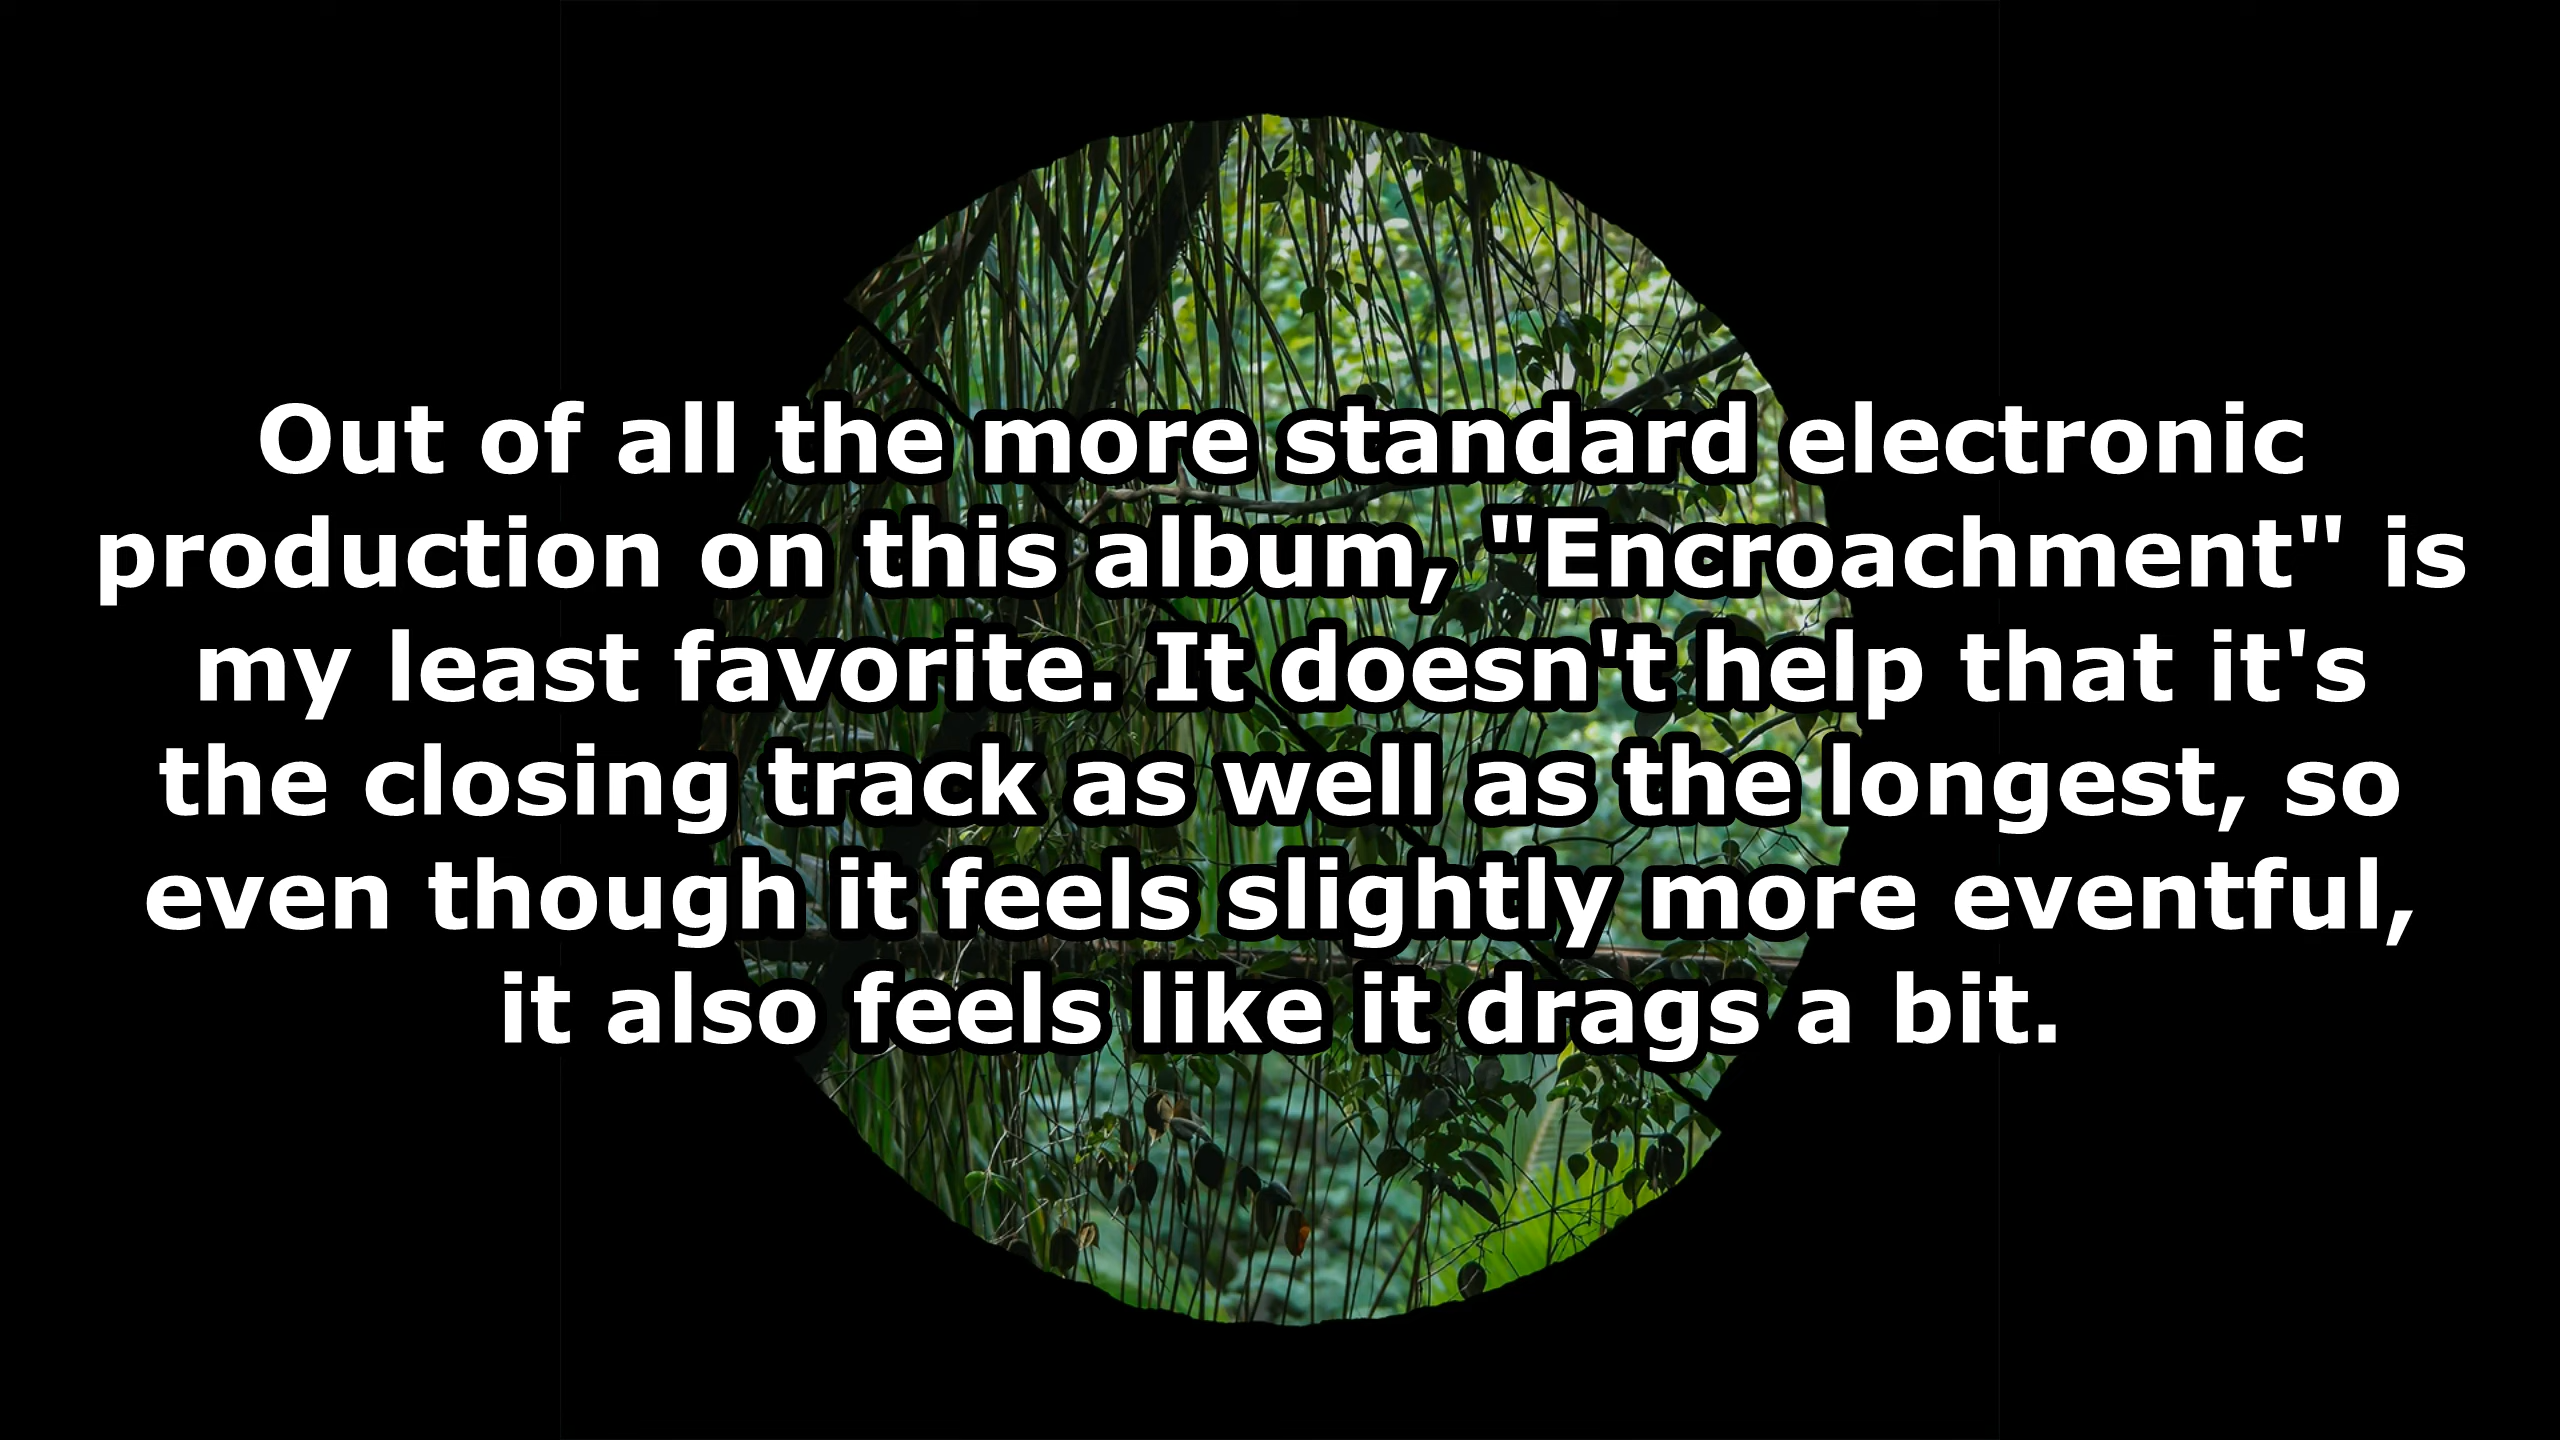 Out of all the more standard electronic
production on this album, "Encroachment" is
my least favorite. It doesn't help that it's
the closing track as well as the longest, so
even though it feels slightly more eventful,
it also feels like it drags a bit.